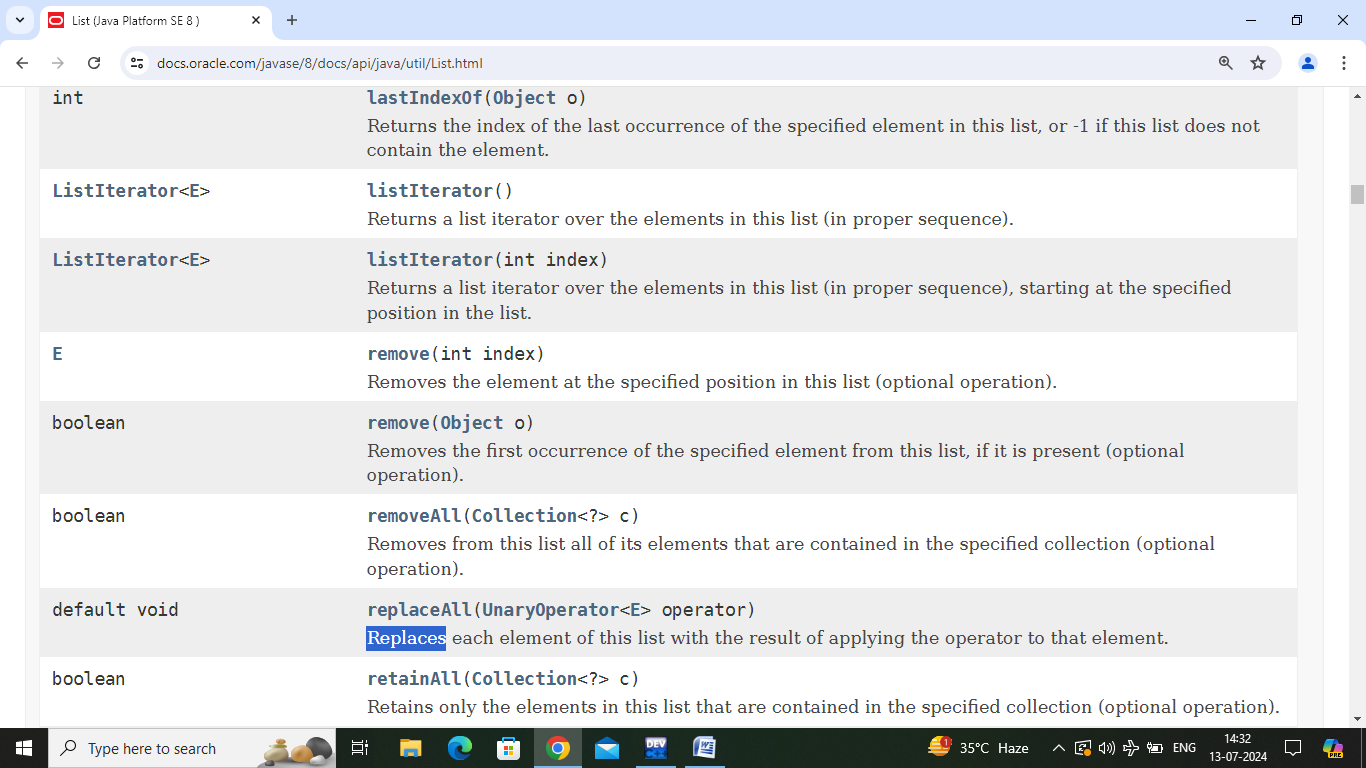 List (Java Platform SE 8 )
docs.oracle.com/javase/8/docs/api/java/util/List.html
int lastIndexOf(Object o)
Returns the index of the last occurrence of the specified element in this list, or -1 if this list does not
contain the element.
ListIterator<E> listIterator()
Returns a list iterator over the elements in this list (in proper sequence).
ListIterator<E> listIterator(int index)
Returns a list iterator over the elements in this list (in proper sequence), starting at the specified
position in the list.
E remove(int index)
Removes the element at the specified position in this list (optional operation).
boolean remove(Object o)
Removes the first occurrence of the specified element from this list, if it is present (optional
operation).
boolean removeAll(Collection<?> c)
Removes from this list all of its elements that are contained in the specified collection (optional
operation).
default void replaceAll(UnaryOperator<E> operator)
Replaces each element of this list with the result of applying the operator to that element.
boolean retainAll(Collection<?> c)
Retains only the elements in this list that are contained in the specified collection (optional operation).
Type here to search
DEV
W
1
35°C Haze
ENG
14:32
13-07-2024
PRE